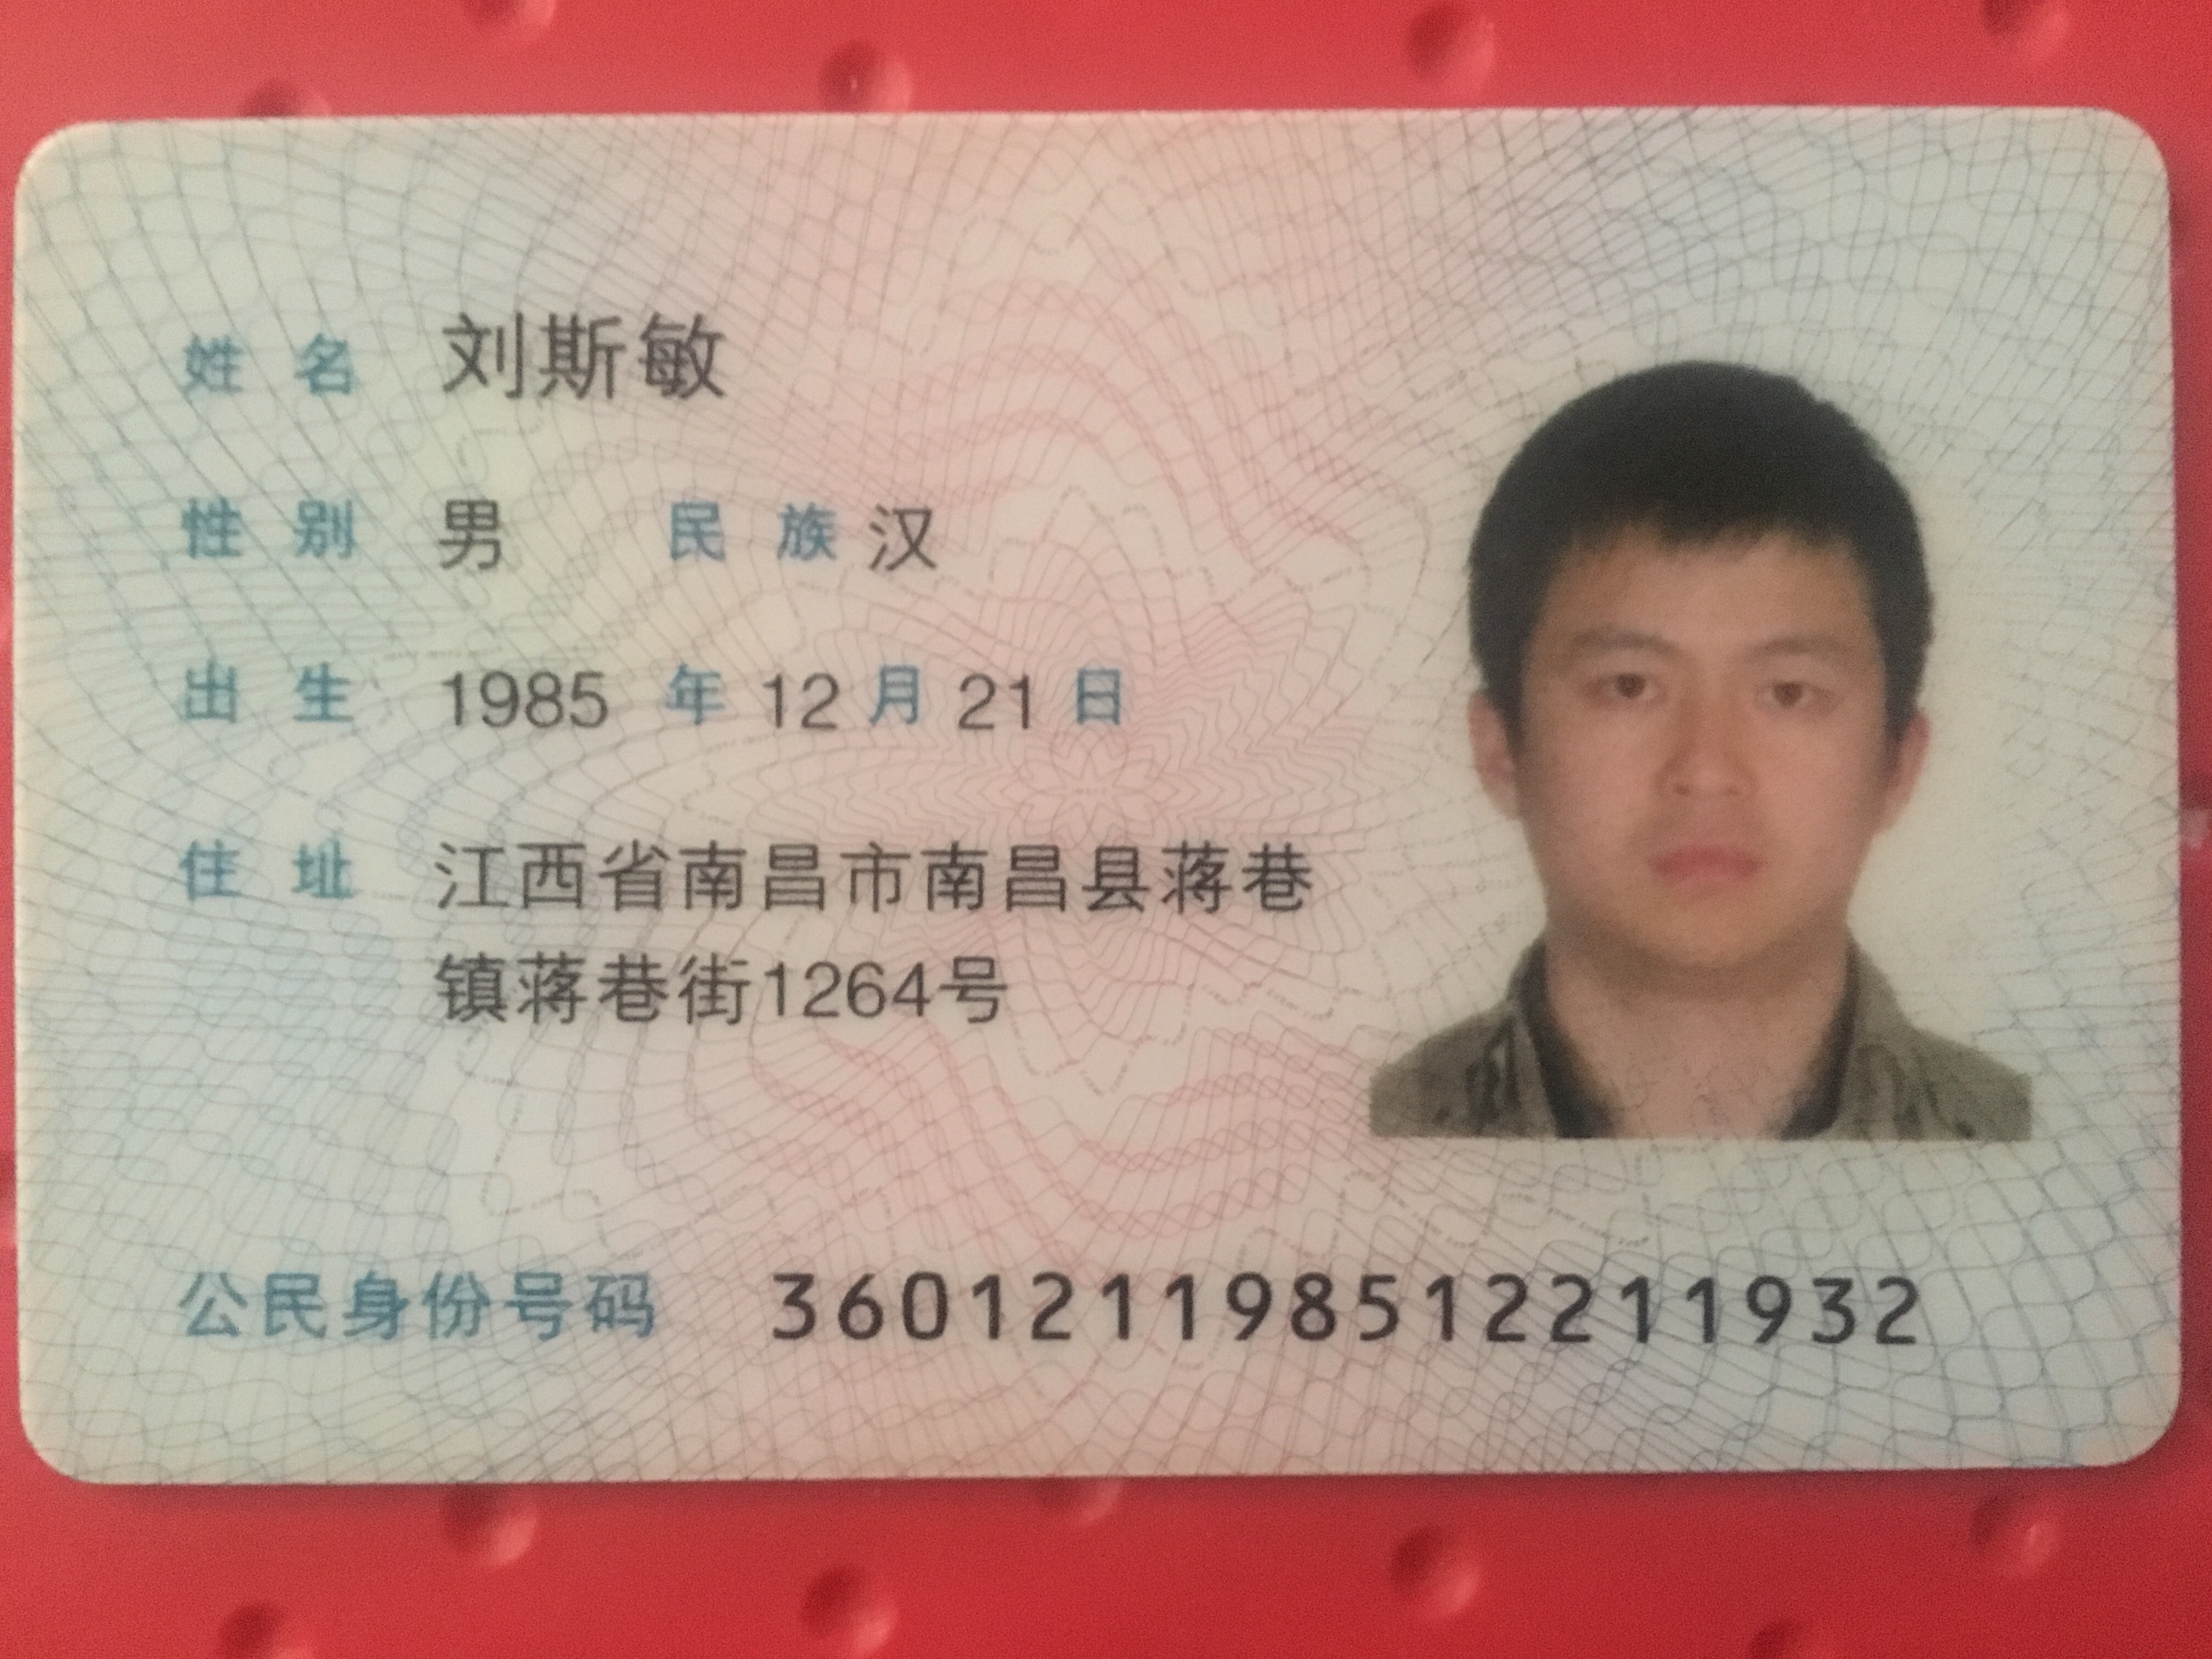 姓名 刘斯敏
性别 男 民族 汉
出生 1985 年 12 月 21 日
住址 江西省南昌市南昌县蒋巷
镇蒋巷街1264号
公民身份号码 360121198512211932